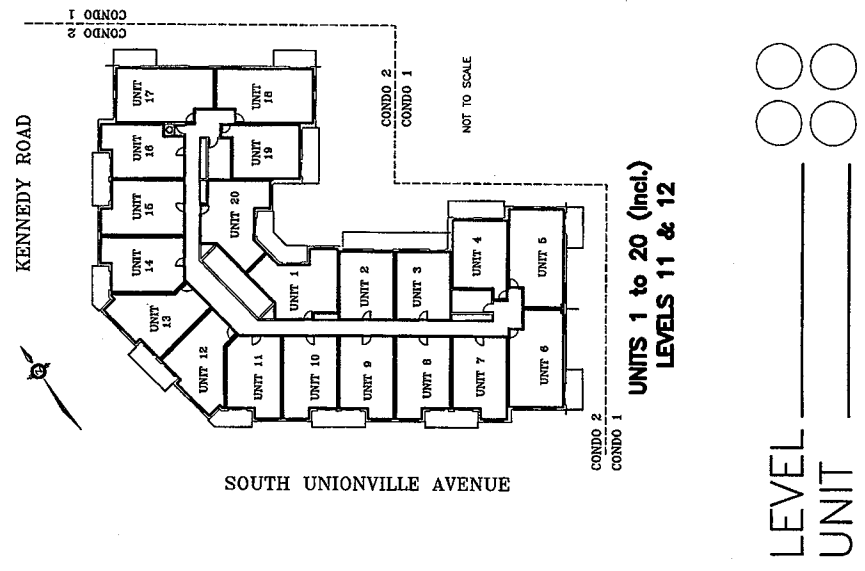 CONDO 1
CONDO 2
KENNEDY ROAD
UNIT 17
UNIT 18
UNIT 16
UNIT 19
UNIT 15
UNIT 20
UNIT 14
UNIT 13
UNIT 12
UNIT 11
UNIT 10
UNIT 9
UNIT 8
UNIT 7
UNIT 6
UNIT 1
UNIT 2
UNIT 3
UNIT 4
UNIT 5
CONDO 2
CONDO 1
NOT TO SCALE
CONDO 2
CONDO 1
SOUTH UNIONVILLE AVENUE
UNITS 1 to 20 (Incl.)
LEVELS 11 & 12
LEVEL
UNIT